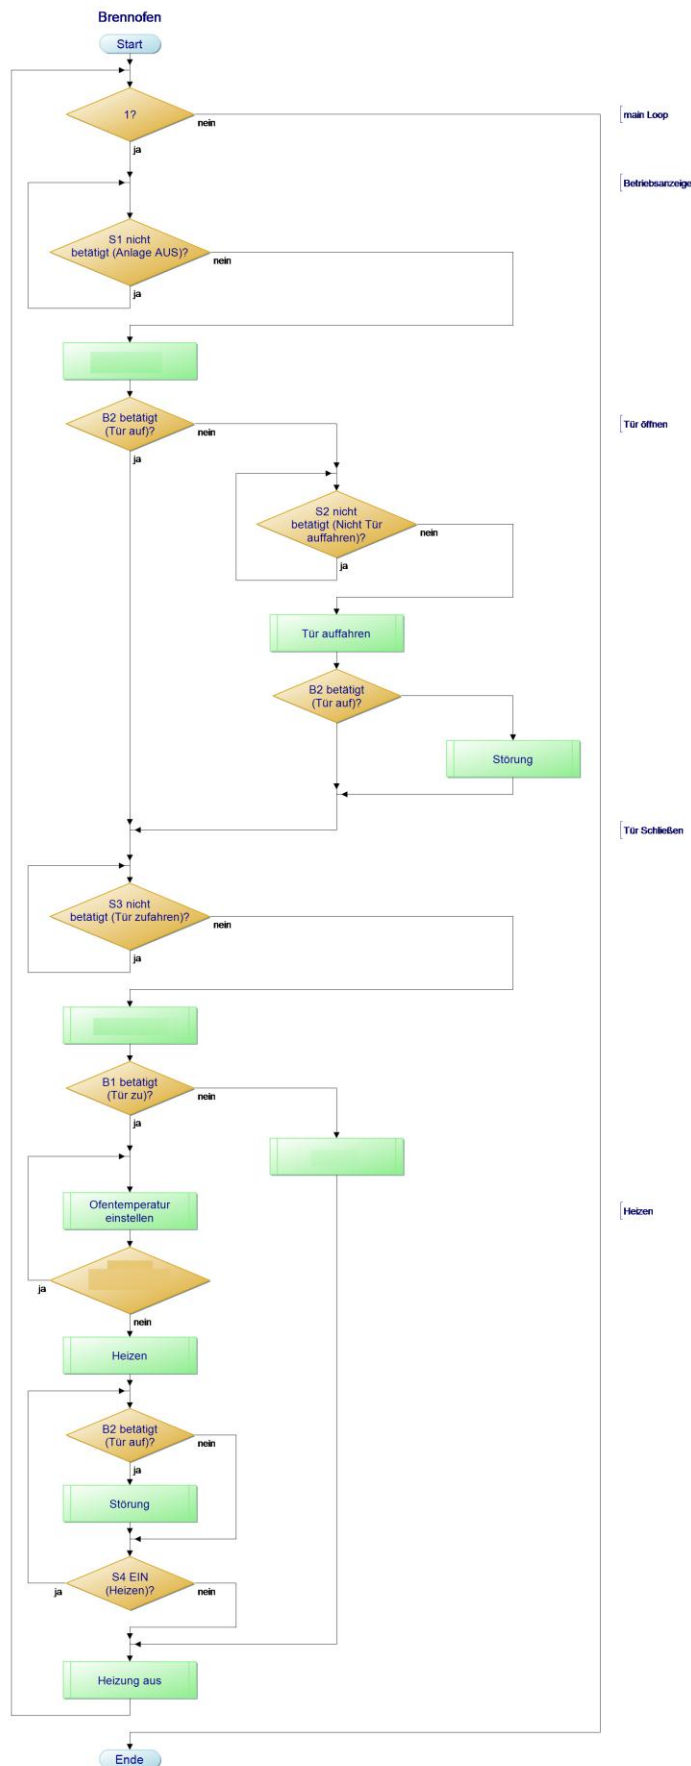 Brennofen
Start
1?
nein
main Loop
ja
Betriebsanzeige
S1 nicht
betätigt (Anlage AUS)?
nein
ja
B2 betätigt
(Tür auf)?
nein
Tür öffnen
ja
S2 nicht
betätigt (Nicht Tür
auffahren)?
nein
ja
Tür auffahren
B2 betätigt
(Tür auf)?
Störung
Tür Schließen
S3 nicht
betätigt (Tür zufahren)?
nein
ja
B1 betätigt
(Tür zu)?
nein
ja
Ofentemperatur
einstellen
Heizen
ja
nein
Heizen
B2 betätigt
(Tür auf)?
nein
ja
Störung
S4 EIN
(Heizen)?
ja
nein
Heizung aus
Ende